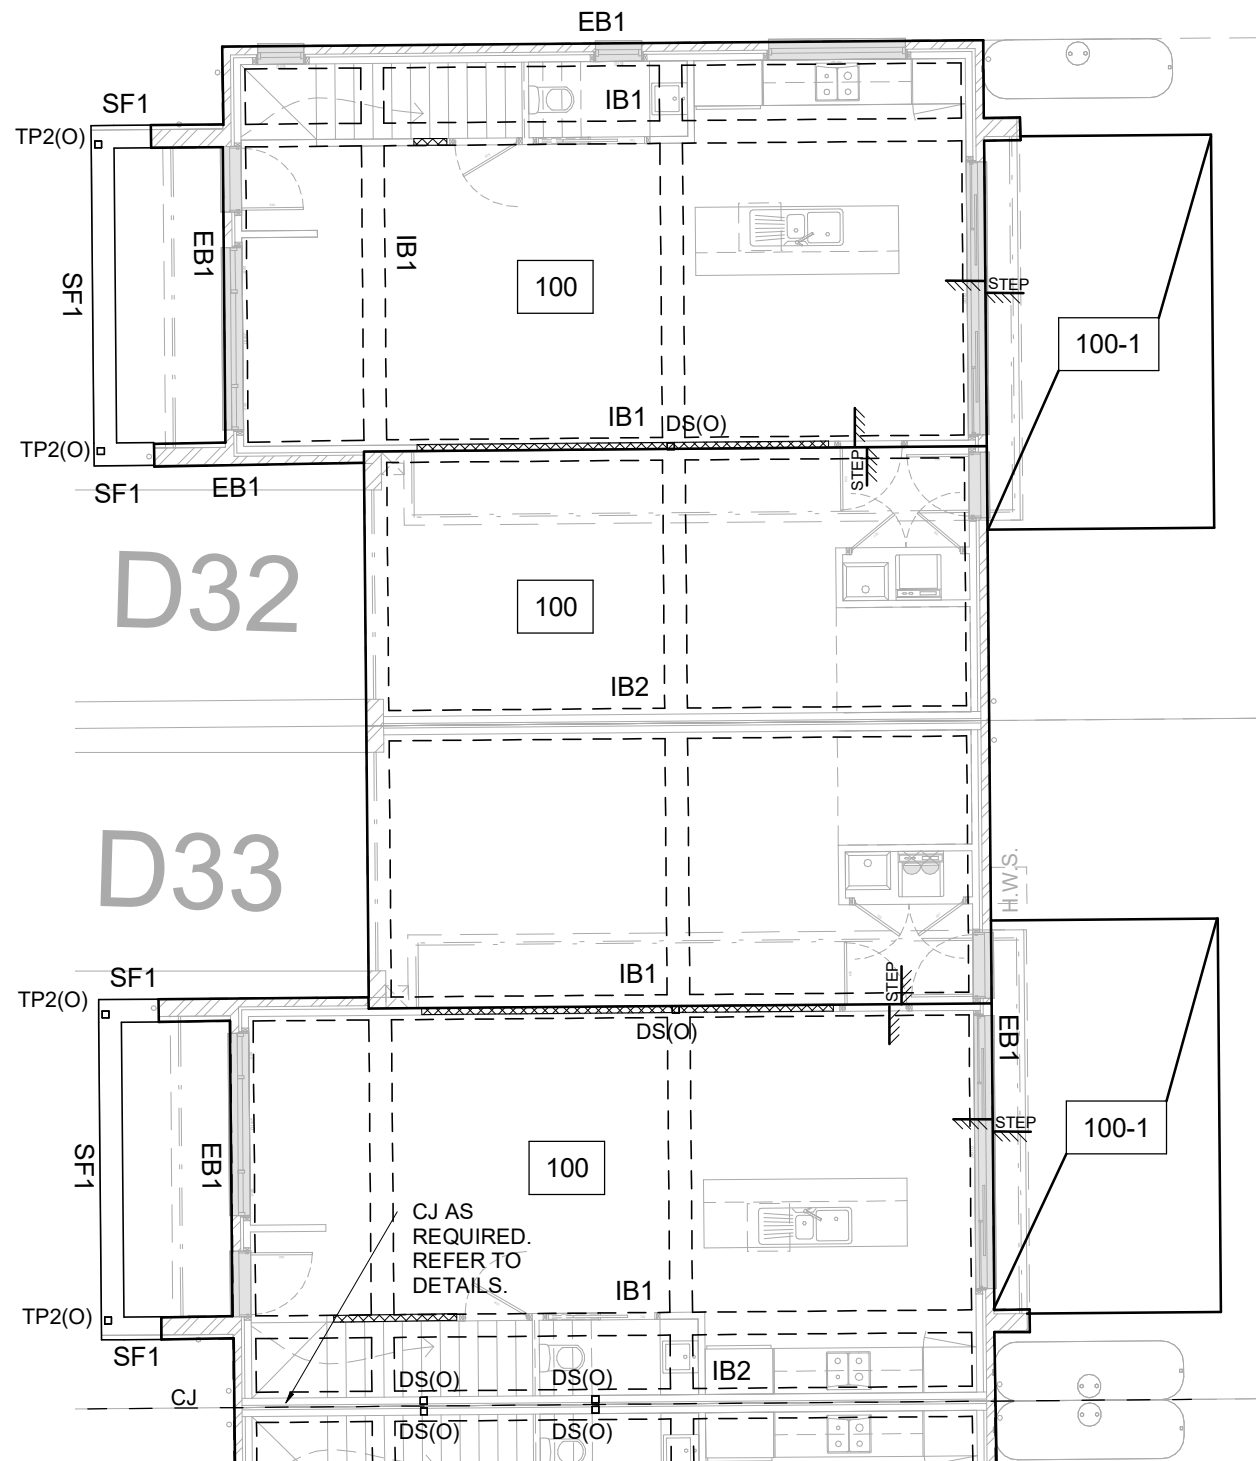 EB1
SF1
TP2(O)
IB1
EB1
IB1
SF1
100
STEP
100-1
IB1
DS(O)
TP2(O)
STEP
SF1
EB1
D32
100
IB2
D33
H.W.S.
SF1
IB1
STEP
TP2(O)
DS(O)
EB1
STEP
100-1
SF1
EB1
100
CJ AS
REQUIRED.
REFER TO
DETAILS.
IB1
TP2(O)
SF1
IB2
DS(O)
DS(O)
CJ
DS(O)
DS(O)